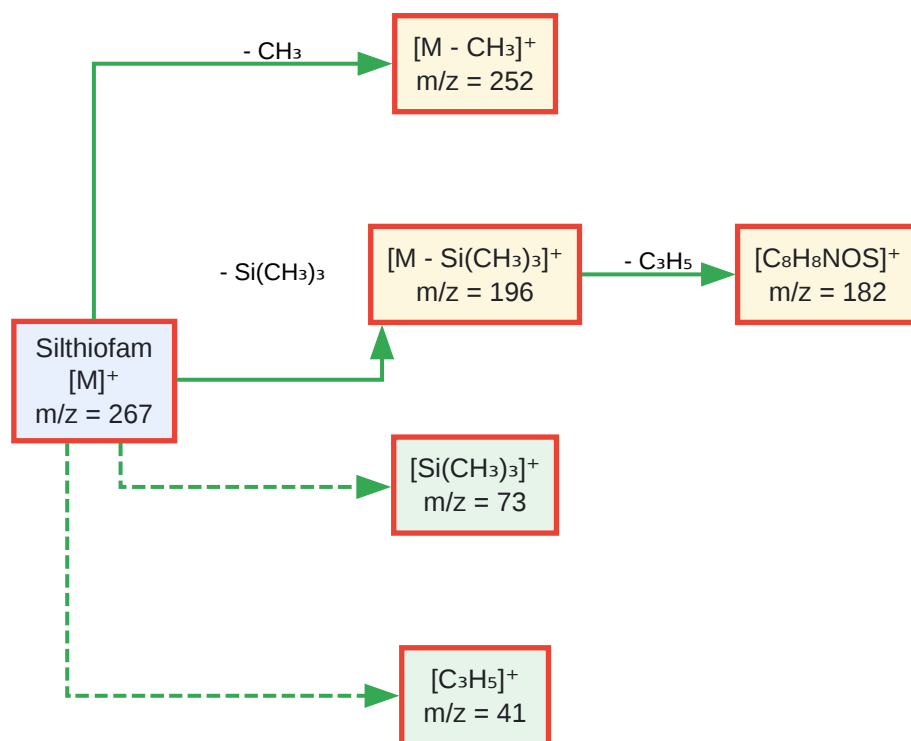 - CH₃
[M - CH₃]⁺
m/z = 252
- Si(CH₃)₃
[M - Si(CH₃)₃]⁺
m/z = 196
- C₃H₅
[C₈H₈NOS]⁺
m/z = 182
Silthiofam
[M]⁺
m/z = 267
[Si(CH₃)₃]⁺
m/z = 73
[C₃H₅]⁺
m/z = 41